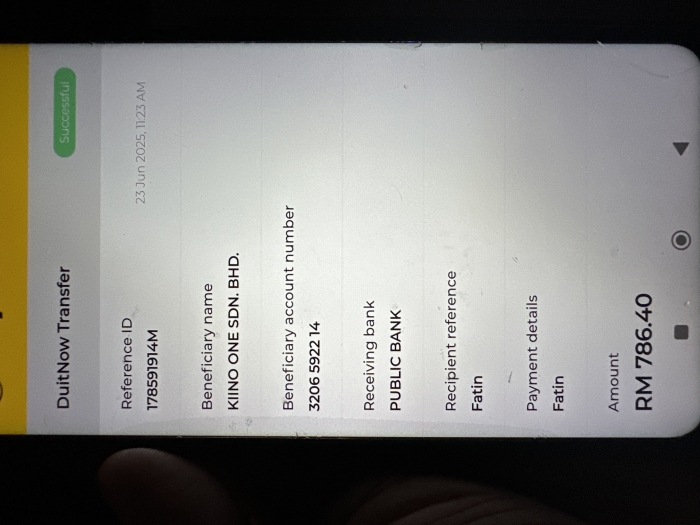 DuitNow Transfer
Successful
Reference ID
178591914M
23 Jun 2025, 11:23 AM
Beneficiary name
KIINO ONE SDN. BHD.
Beneficiary account number
3206 5922 14
Receiving bank
PUBLIC BANK
Recipient reference
Fatin
Payment details
Fatin
Amount
RM 786.40